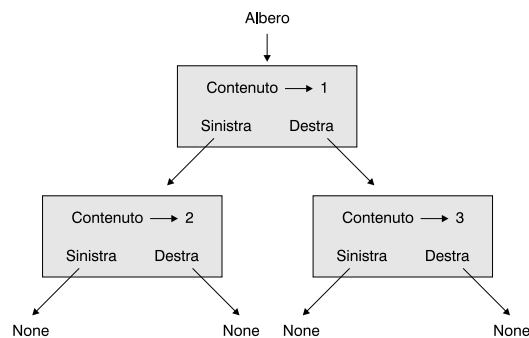 Albero
Contenuto 1
Sinistra Destra
Contenuto 2
Sinistra Destra
Contenuto 3
Sinistra Destra
None None None None